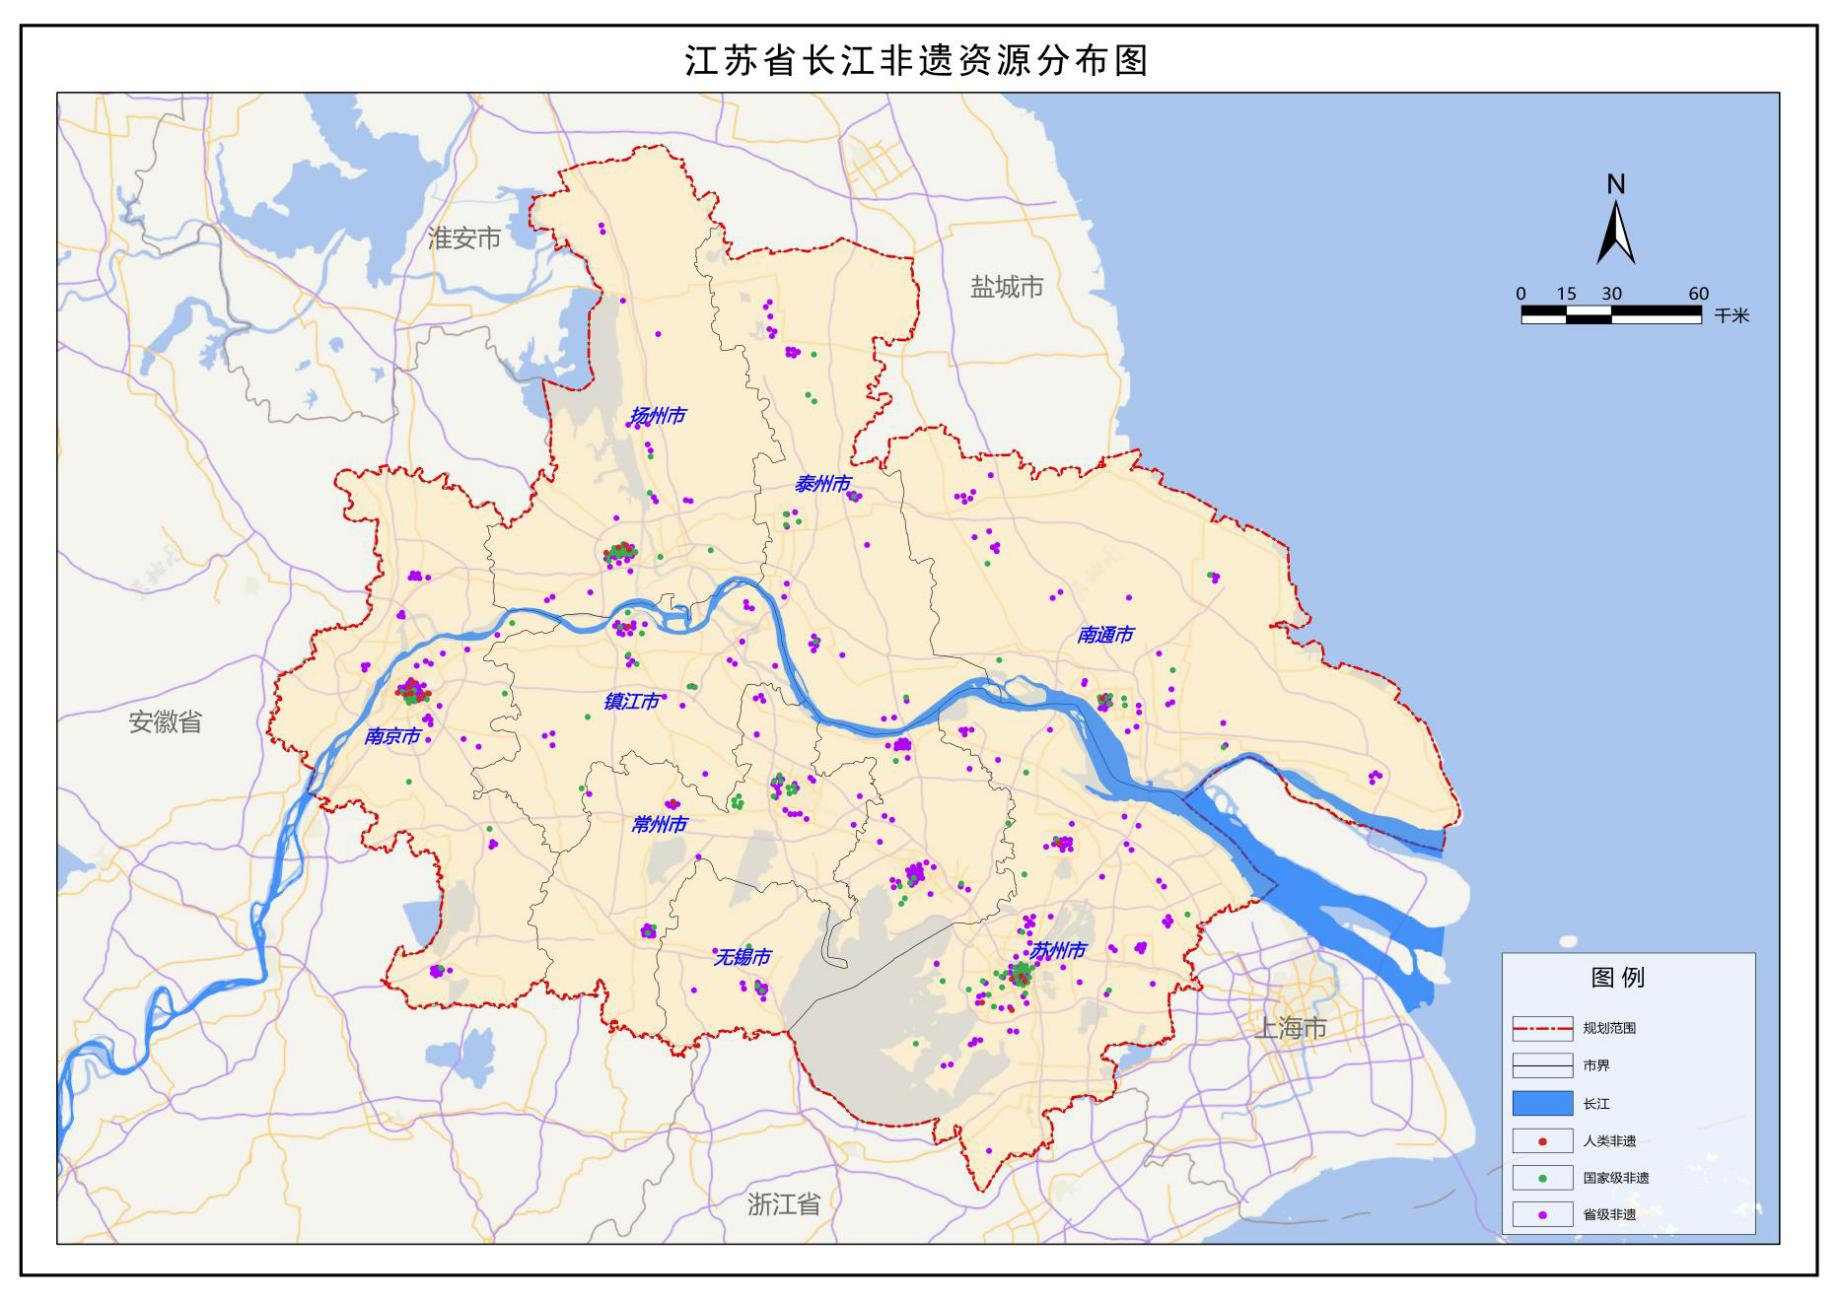 江苏省长江非遗资源分布图
N
0 15 30 60
千米
淮安市
盐城市
扬州市
泰州市
南通市
镇江市
安徽省
南京市
常州市
无锡市
苏州市
上海市
浙江省
图例
规划范围
市界
长江
人类非遗
国家级非遗
省级非遗